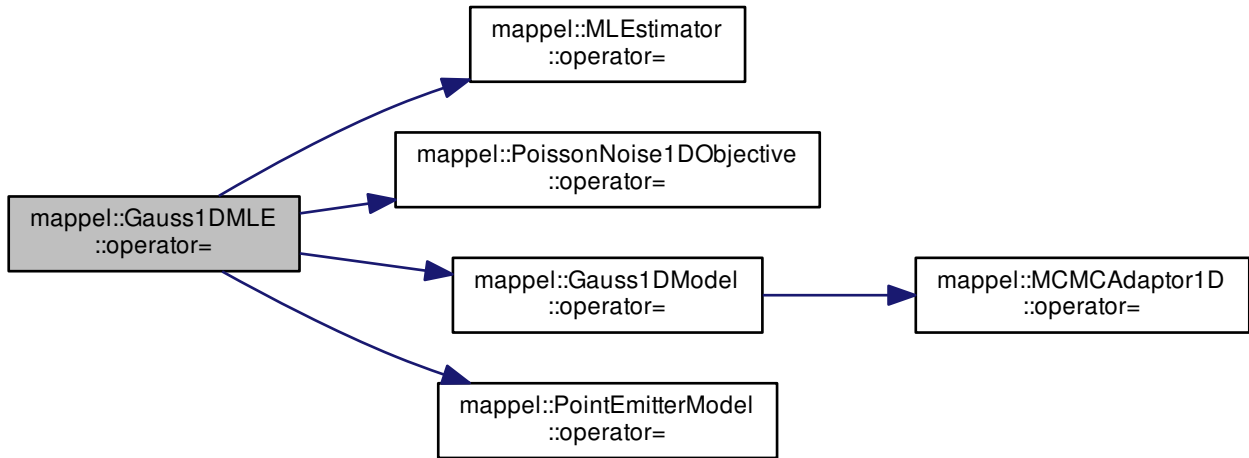 mappel::MLEstimator
::operator=
mappel::PoissonNoise1DObjective
::operator=
mappel::Gauss1DMLE
::operator=
mappel::Gauss1DModel
::operator=
mappel::MCMCAdaptor1D
::operator=
mappel::PointEmitterModel
::operator=